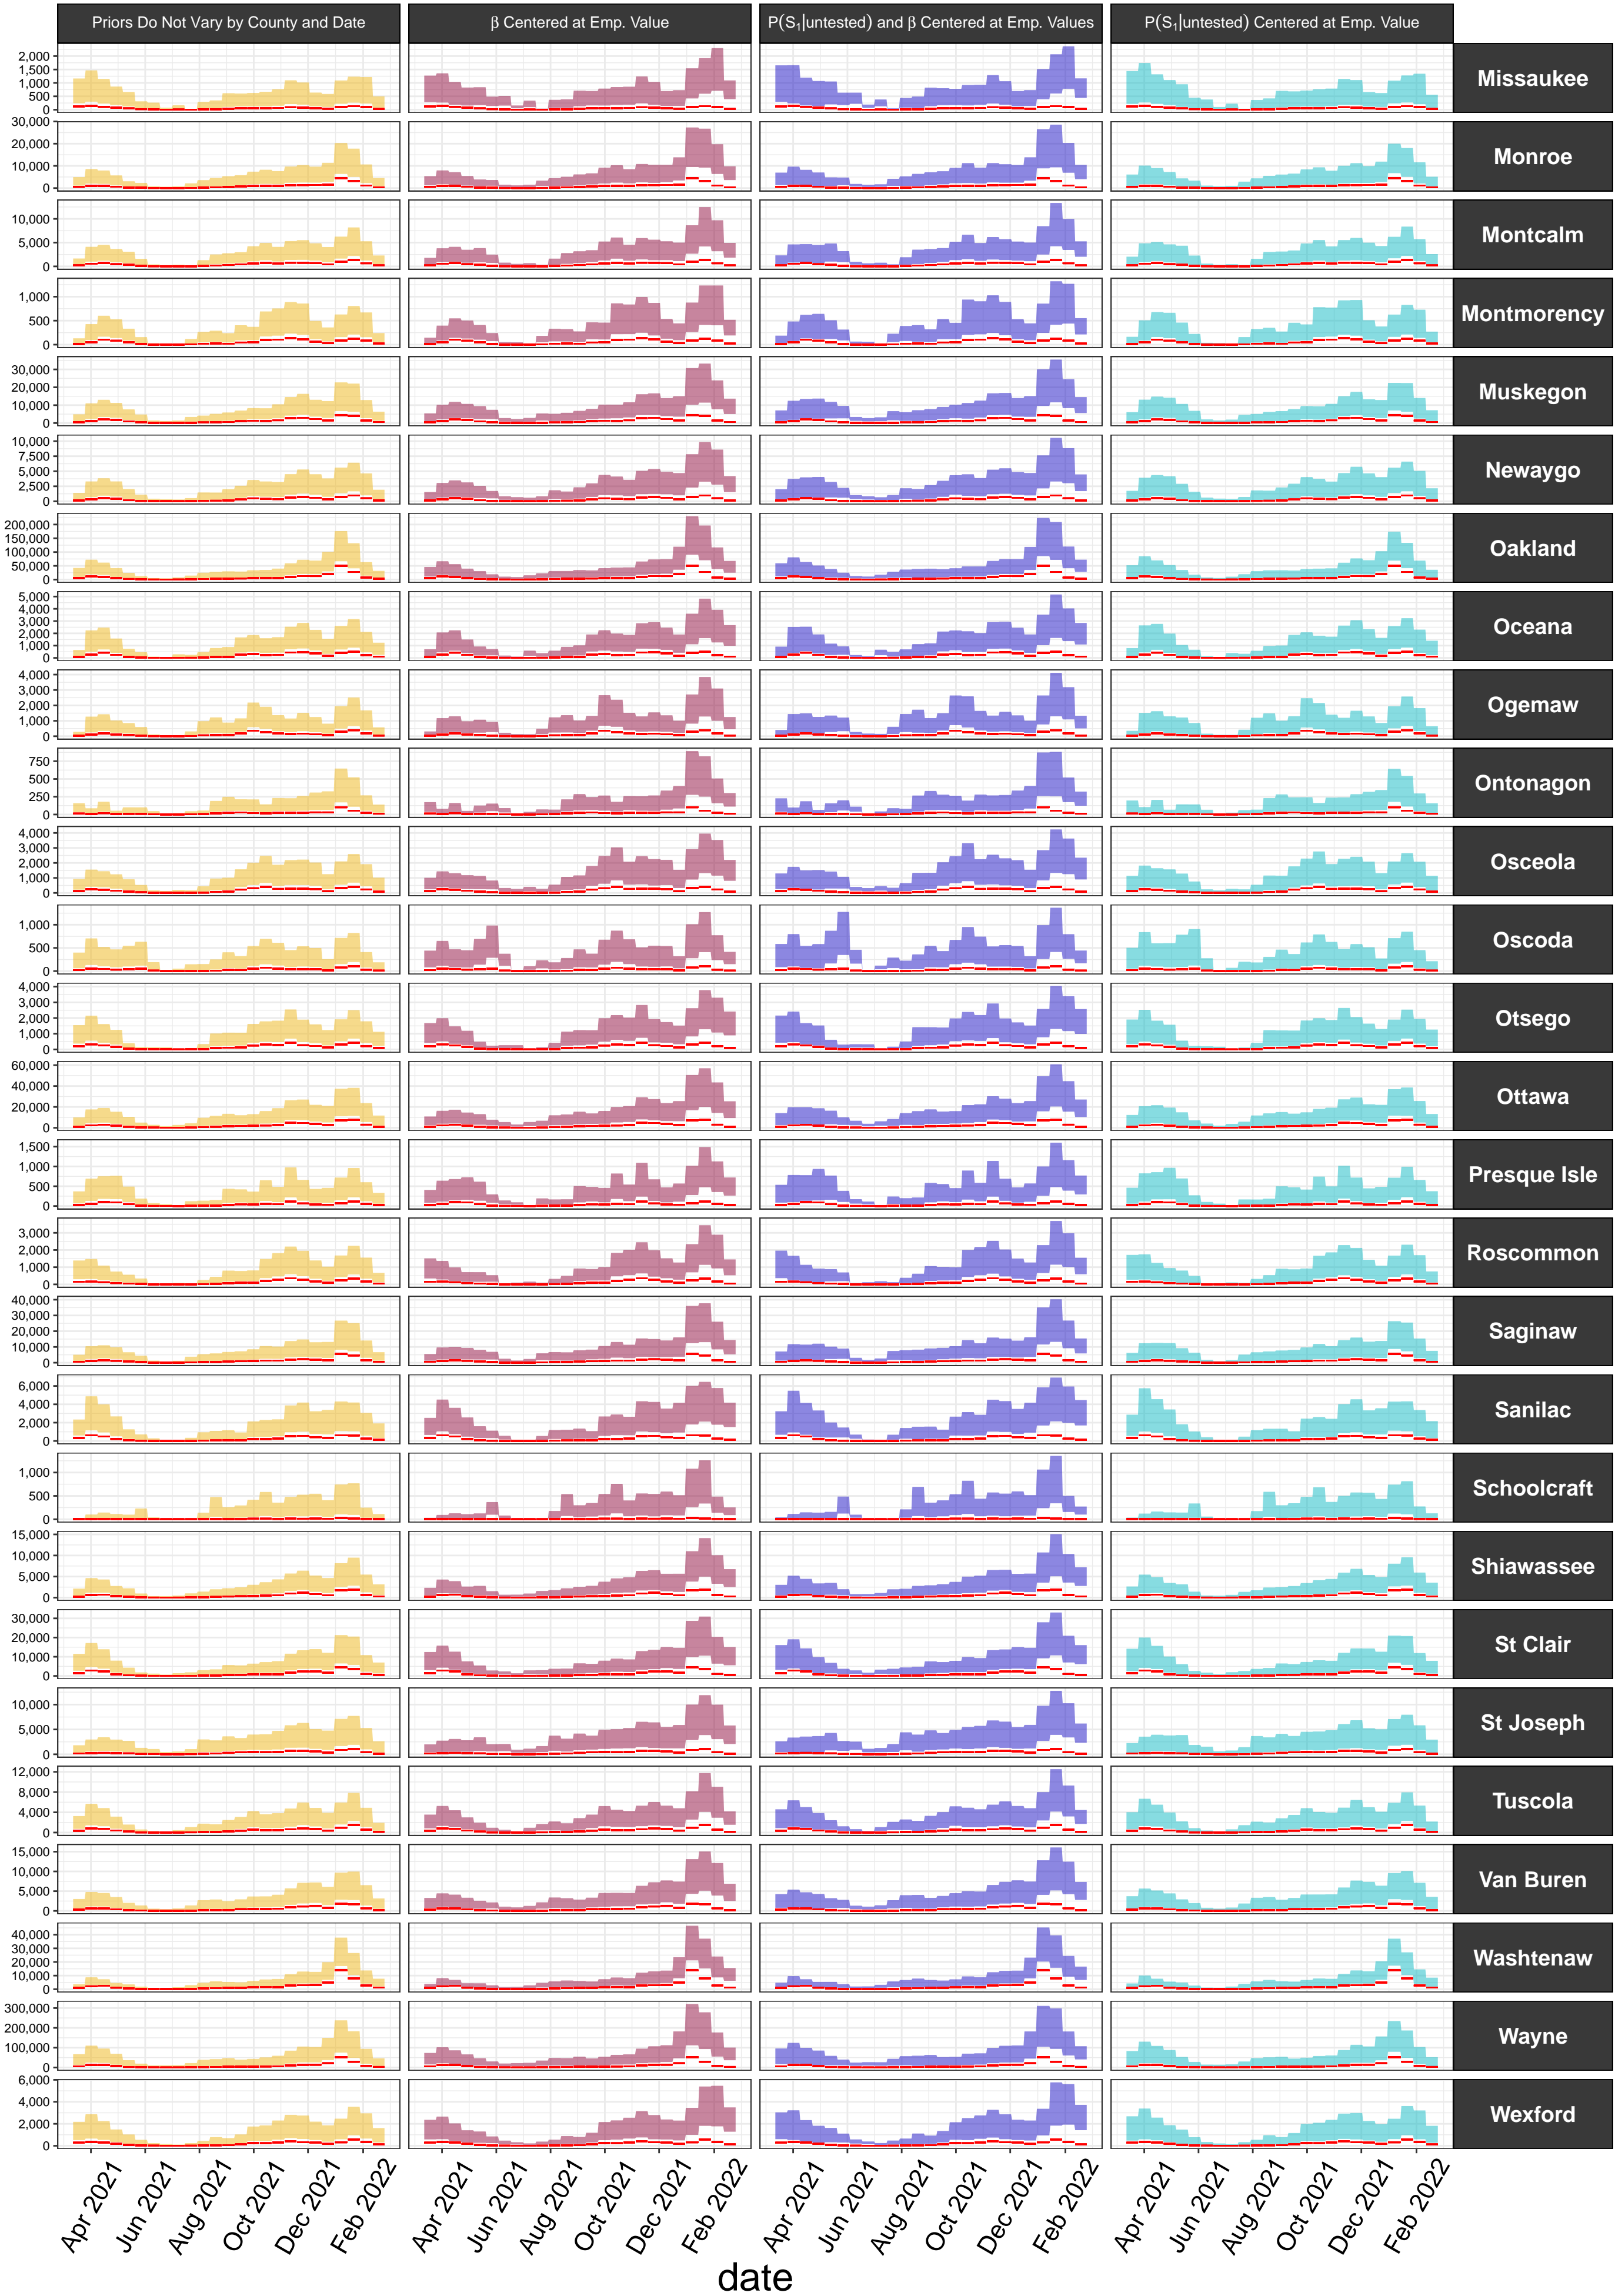 Priors Do Not Vary by County and Date
β Centered at Emp. Value
P(S₁|untested) and β Centered at Emp. Values
P(S₁|untested) Centered at Emp. Value
2,000
1,500
1,000
500
0
Missaukee
30,000
20,000
10,000
0
Monroe
10,000
5,000
0
Montcalm
1,000
500
0
Montmorency
30,000
20,000
10,000
0
Muskegon
10,000
7,500
5,000
2,500
0
Newaygo
200,000
150,000
100,000
50,000
0
Oakland
5,000
4,000
3,000
2,000
1,000
0
Oceana
4,000
3,000
2,000
1,000
0
Ogemaw
750
500
250
0
Ontonagon
4,000
3,000
2,000
1,000
0
Osceola
1,000
500
0
Oscoda
4,000
3,000
2,000
1,000
0
Otsego
60,000
40,000
20,000
0
Ottawa
1,500
1,000
500
0
Presque Isle
3,000
2,000
1,000
0
Roscommon
40,000
30,000
20,000
10,000
0
Saginaw
6,000
4,000
2,000
0
Sanilac
1,000
500
0
Schoolcraft
15,000
10,000
5,000
0
Shiawassee
30,000
20,000
10,000
0
St Clair
10,000
5,000
0
St Joseph
12,000
8,000
4,000
0
Tuscola
15,000
10,000
5,000
0
Van Buren
40,000
30,000
20,000
10,000
0
Washtenaw
300,000
200,000
100,000
0
Wayne
6,000
4,000
2,000
0
Wexford
Apr 2021
Jun 2021
Aug 2021
Oct 2021
Dec 2021
Feb 2022
Apr 2021
Jun 2021
Aug 2021
Oct 2021
Dec 2021
Feb 2022
Apr 2021
Jun 2021
Aug 2021
Oct 2021
Dec 2021
Feb 2022
Apr 2021
Jun 2021
Aug 2021
Oct 2021
Dec 2021
Feb 2022
date